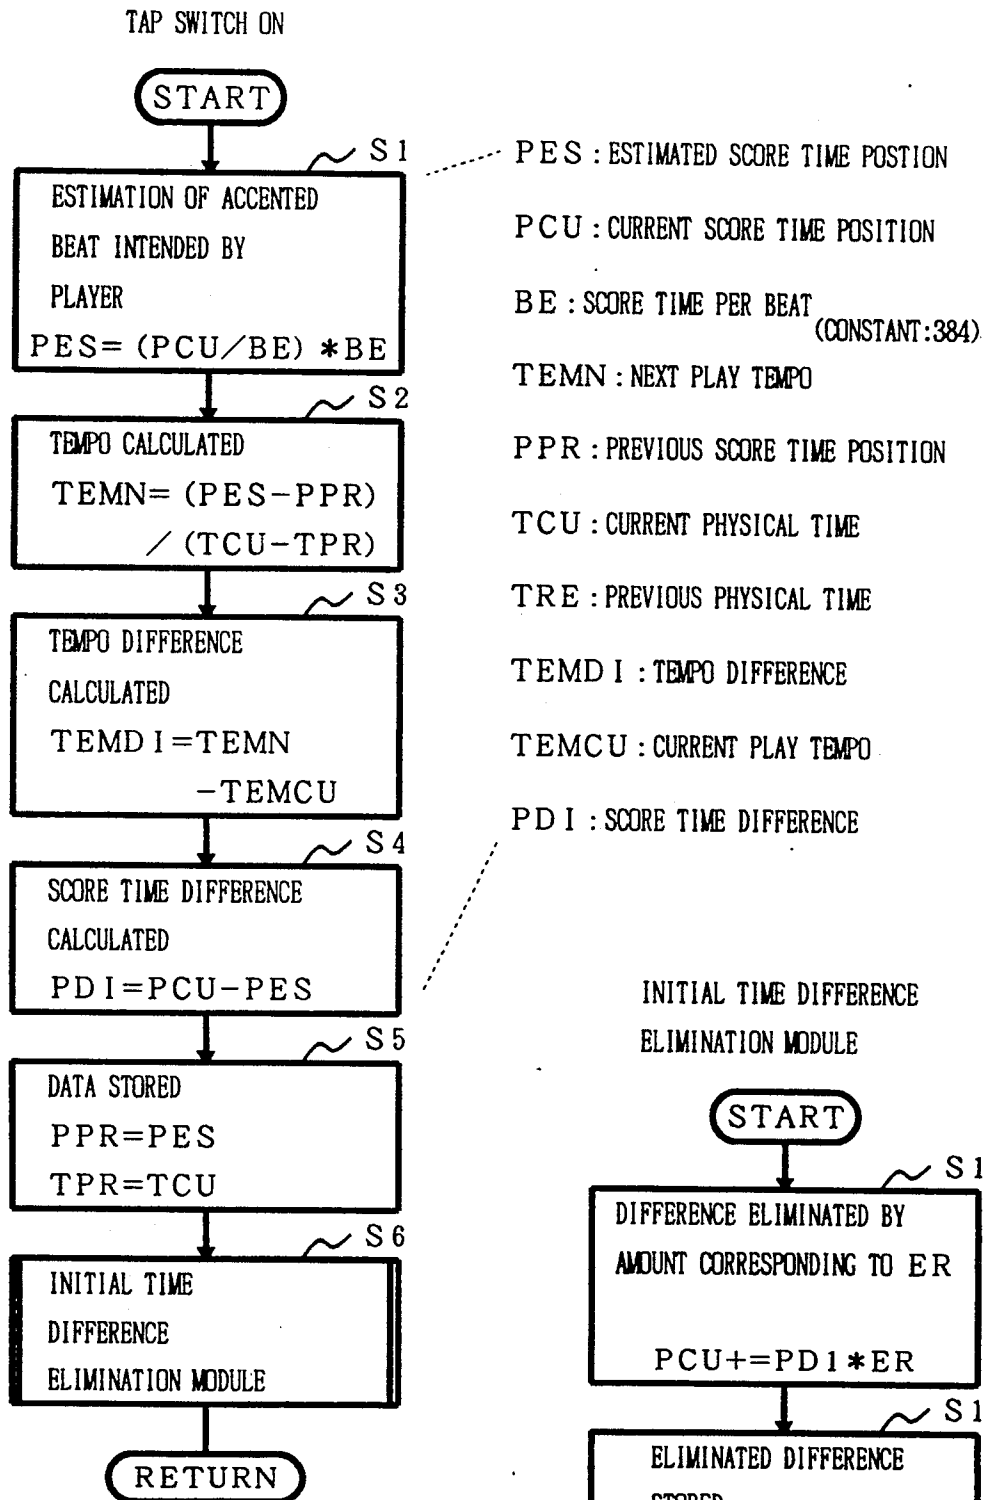 TAP SWITCH ON
START
S1
ESTIMATION OF ACCENTED
BEAT INTENDED BY
PLAYER
PES=(PCU/BE)*BE
S2
TEMPO CALCULATED
TEMN=(PES-PPR)
/(TCU-TPR)
S3
TEMPO DIFFERENCE
CALCULATED
TEMDI=TEMN
-TEMCU
S4
SCORE TIME DIFFERENCE
CALCULATED
PDI=PCU-PES
S5
DATA STORED
PPR=PES
TPR=TCU
S6
INITIAL TIME
DIFFERENCE
ELIMINATION MODULE
RETURN
PES:ESTIMATED SCORE TIME POSTION
PCU:CURRENT SCORE TIME POSITION
BE:SCORE TIME PER BEAT
(CONSTANT:384)
TEMN:NEXT PLAY TEMPO
PPR:PREVIOUS SCORE TIME POSITION
TCU:CURRENT PHYSICAL TIME
TRE:PREVIOUS PHYSICAL TIME
TEMDI:TEMPO DIFFERENCE
TEMCU:CURRENT PLAY TEMPO
PDI:SCORE TIME DIFFERENCE
INITIAL TIME DIFFERENCE
ELIMINATION MODULE
START
S1
DIFFERENCE ELIMINATED BY
AMOUNT CORRESPONDING TO ER
PCU+=PD1*ER
S1
ELIMINATED DIFFERENCE
STORED